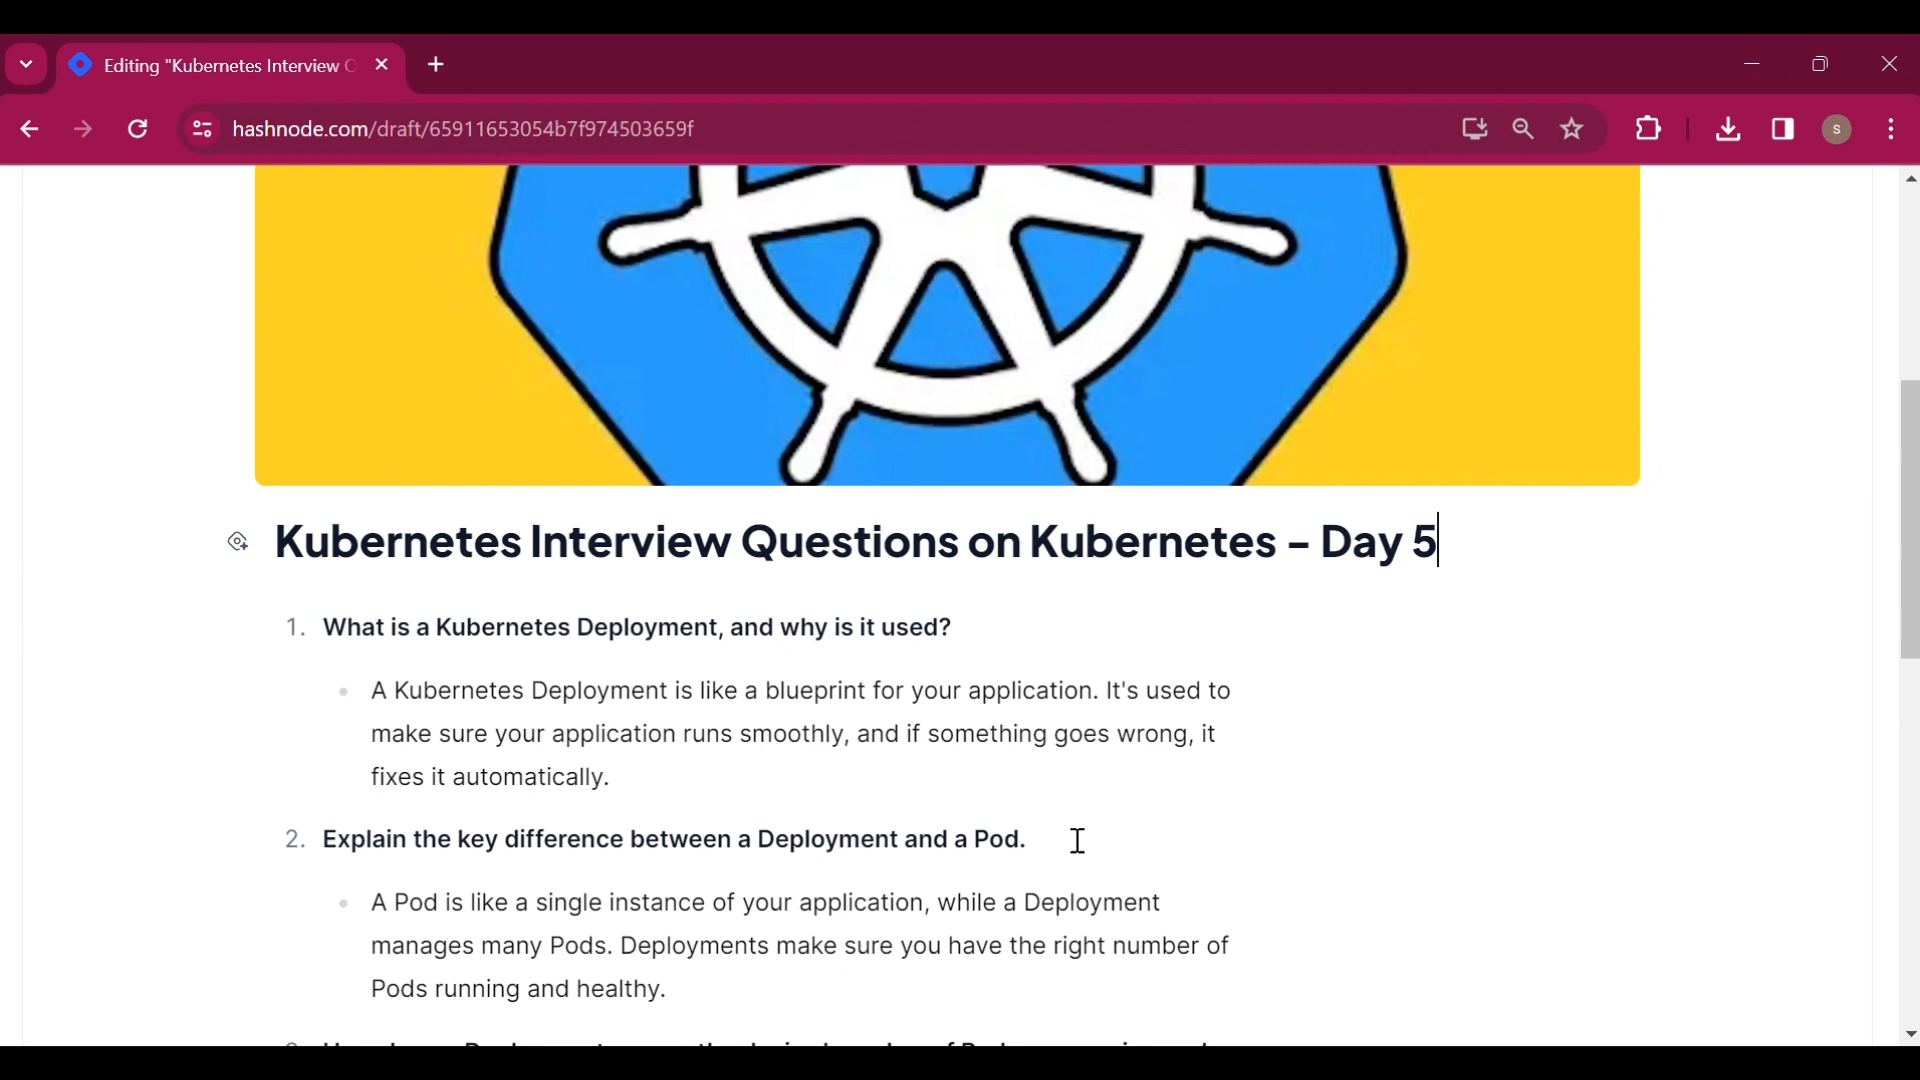 Editing "Kubernetes Interview
hashnode.com/draft/65911653054b7f974503659f
S
Kubernetes Interview Questions on Kubernetes – Day 5
1. What is a Kubernetes Deployment, and why is it used?
• A Kubernetes Deployment is like a blueprint for your application. It's used to
make sure your application runs smoothly, and if something goes wrong, it
fixes it automatically.
2. Explain the key difference between a Deployment and a Pod.
• A Pod is like a single instance of your application, while a Deployment
manages many Pods. Deployments make sure you have the right number of
Pods running and healthy.